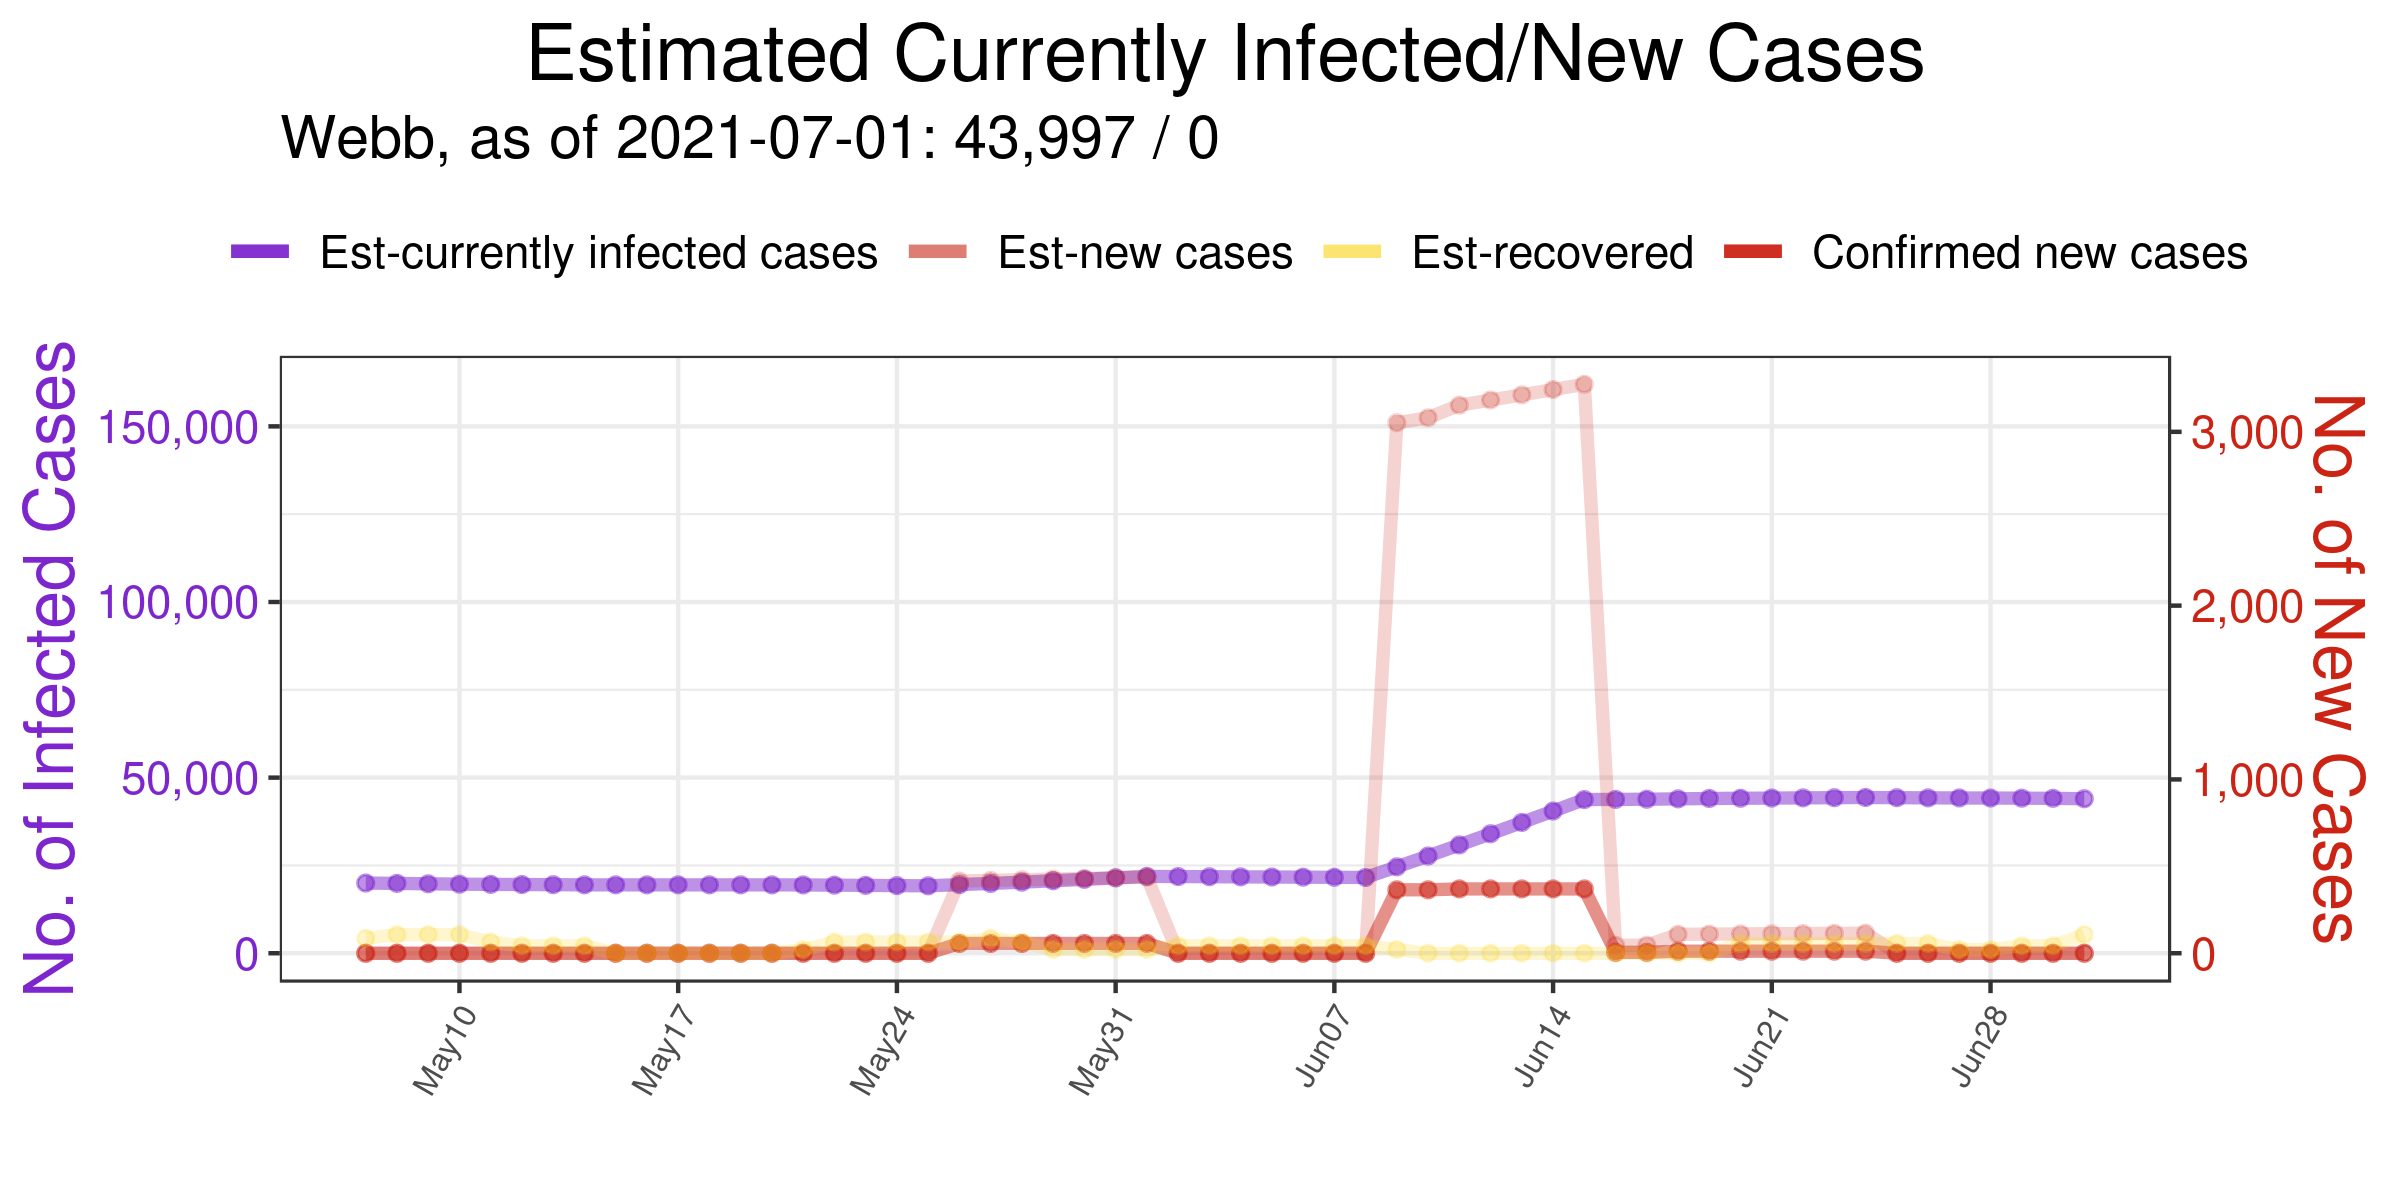 Estimated Currently Infected/New Cases
Webb, as of 2021-07-01: 43,997 / 0
Est-currently infected cases Est-new cases Est-recovered Confirmed new cases
No. of Infected Cases
150,000
100,000
50,000
0
3,000
2,000
1,000
0
No. of New Cases
May10 May17 May24 May31 Jun07 Jun14 Jun21 Jun28